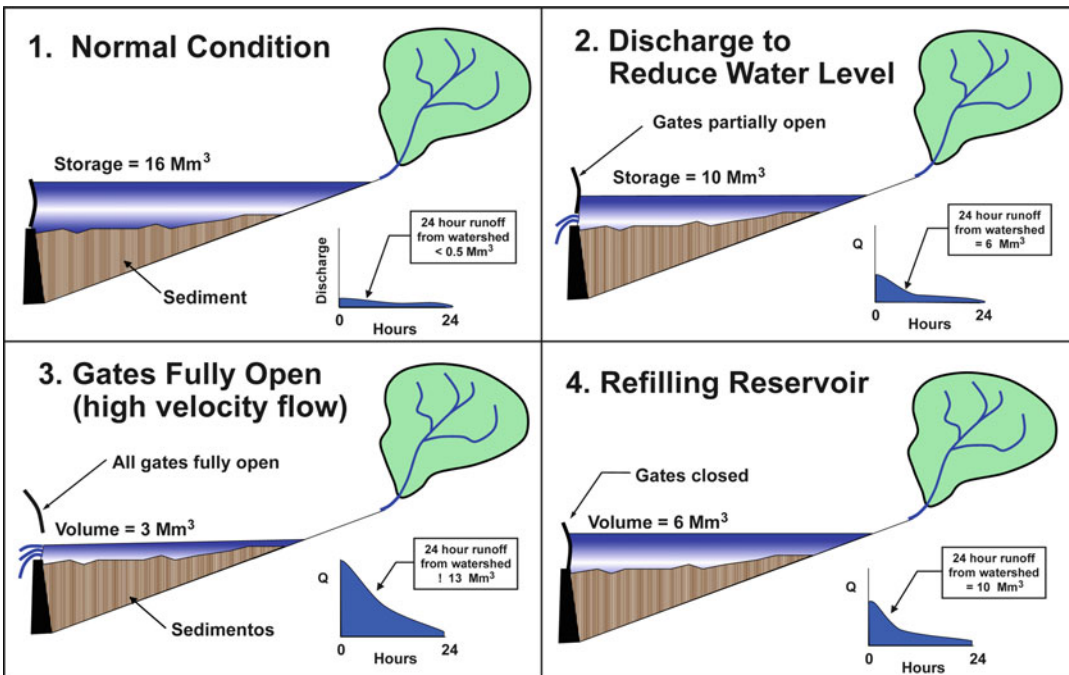 1. Normal Condition
Storage = 16 Mm³
Sediment
24 hour runoff
from watershed
< 0.5 Mm³
Discharge
0
24
Hours
2. Discharge to
Reduce Water Level
Gates partially open
Storage = 10 Mm³
24 hour runoff
from watershed
= 6 Mm³
Q
0
24
Hours
3. Gates Fully Open
(high velocity flow)
All gates fully open
Volume = 3 Mm³
Sedimentos
24 hour runoff
from watershed
! 13 Mm³
Q
0
24
Hours
4. Refilling Reservoir
Gates closed
Volume = 6 Mm³
24 hour runoff
from watershed
= 10 Mm³
Q
0
24
Hours